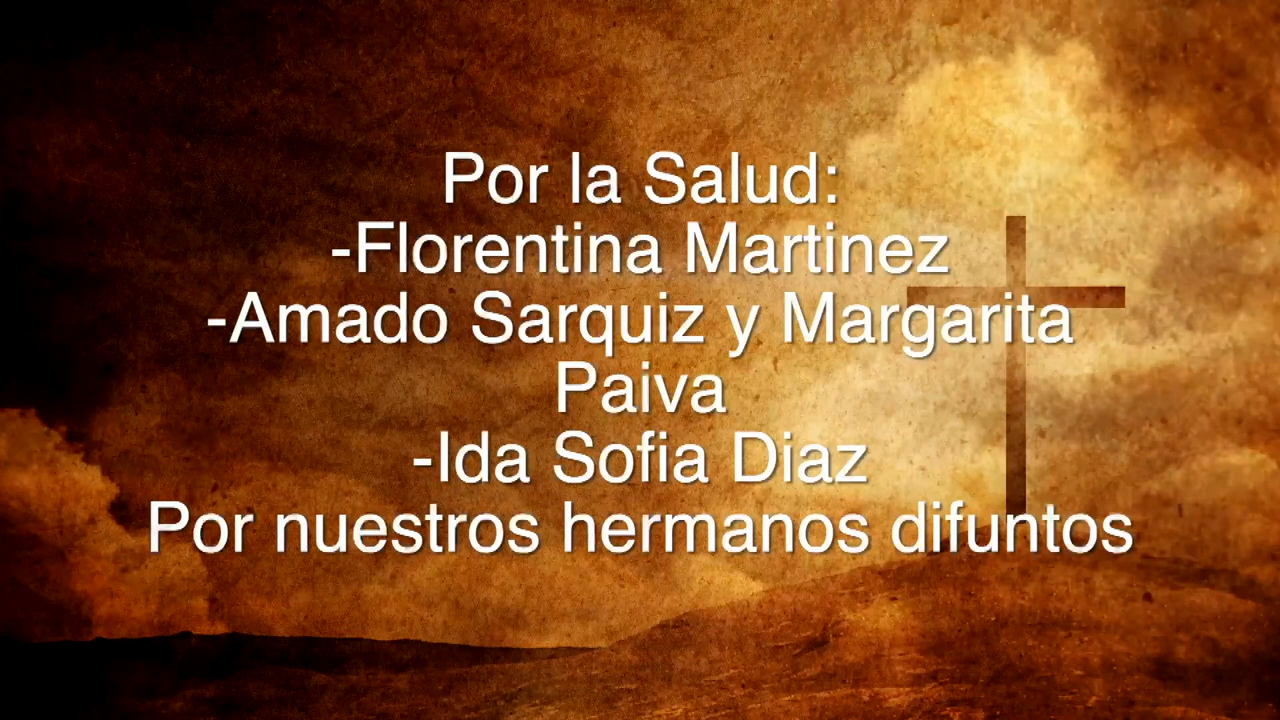 Por la Salud:
-Florentina Martinez
-Amado Sarquiz y Margarita
Paiva
-Ida Sofia Diaz
Por nuestros hermanos difuntos